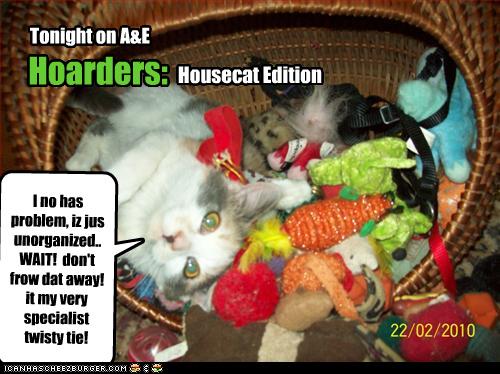 Tonight on A&E
Hoarders: Housecat Edition
I no has
problem, iz jus
unorganized..
WAIT! don't
frow dat away!
it my very
specialist
twisty tie!
22/02/2010
ICANHASCHEEZBURGER.COM